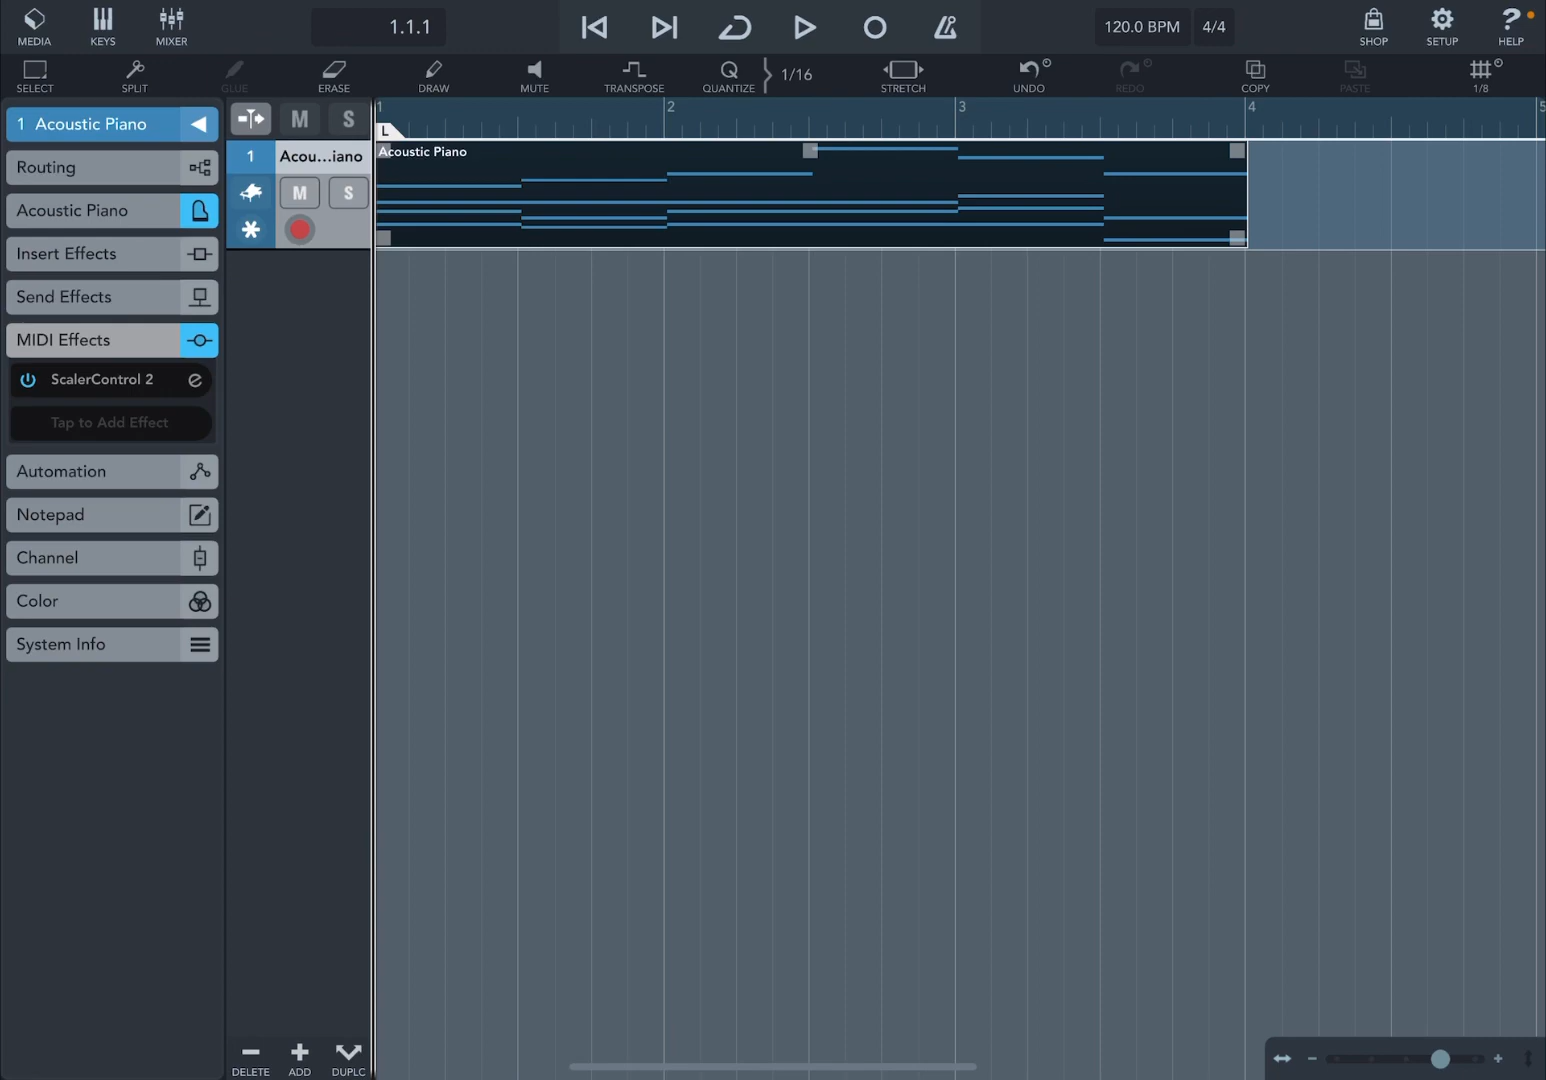 1.1.1
120.0 BPM
4/4
MEDIA
KEYS
MIXER
SHOP
SETUP
HELP
1/16
SELECT
SPLIT
GLUE
ERASE
DRAW
MUTE
TRANSPOSE
QUANTIZE
STRETCH
UNDO
REDO
COPY
PASTE
1/8
1 Acoustic Piano
M
S
1
2
3
4
5
L
Routing
1
Acou...iano
Acoustic Piano
M
S
Acoustic Piano
Insert Effects
Send Effects
MIDI Effects
ScalerControl 2
Tap to Add Effect
Automation
Notepad
Channel
Color
System Info
DELETE
ADD
DUPLC